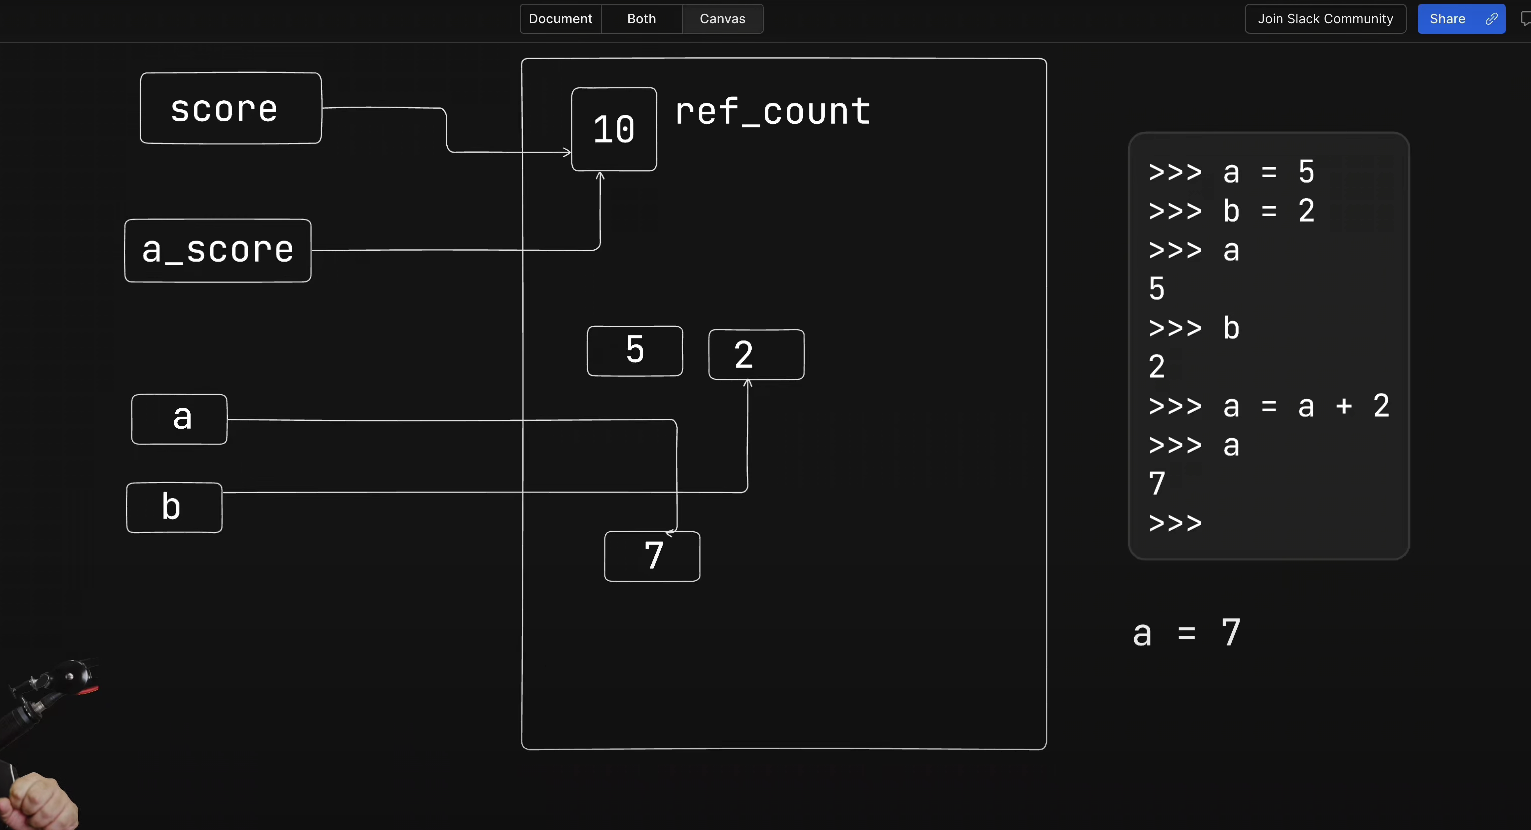 Document Both Canvas
Join Slack Community
Share
score
10
ref_count
a_score
5
2
a
b
7
>>> a = 5
>>> b = 2
>>> a
5
>>> b
2
>>> a = a + 2
>>> a
7
>>>
a = 7